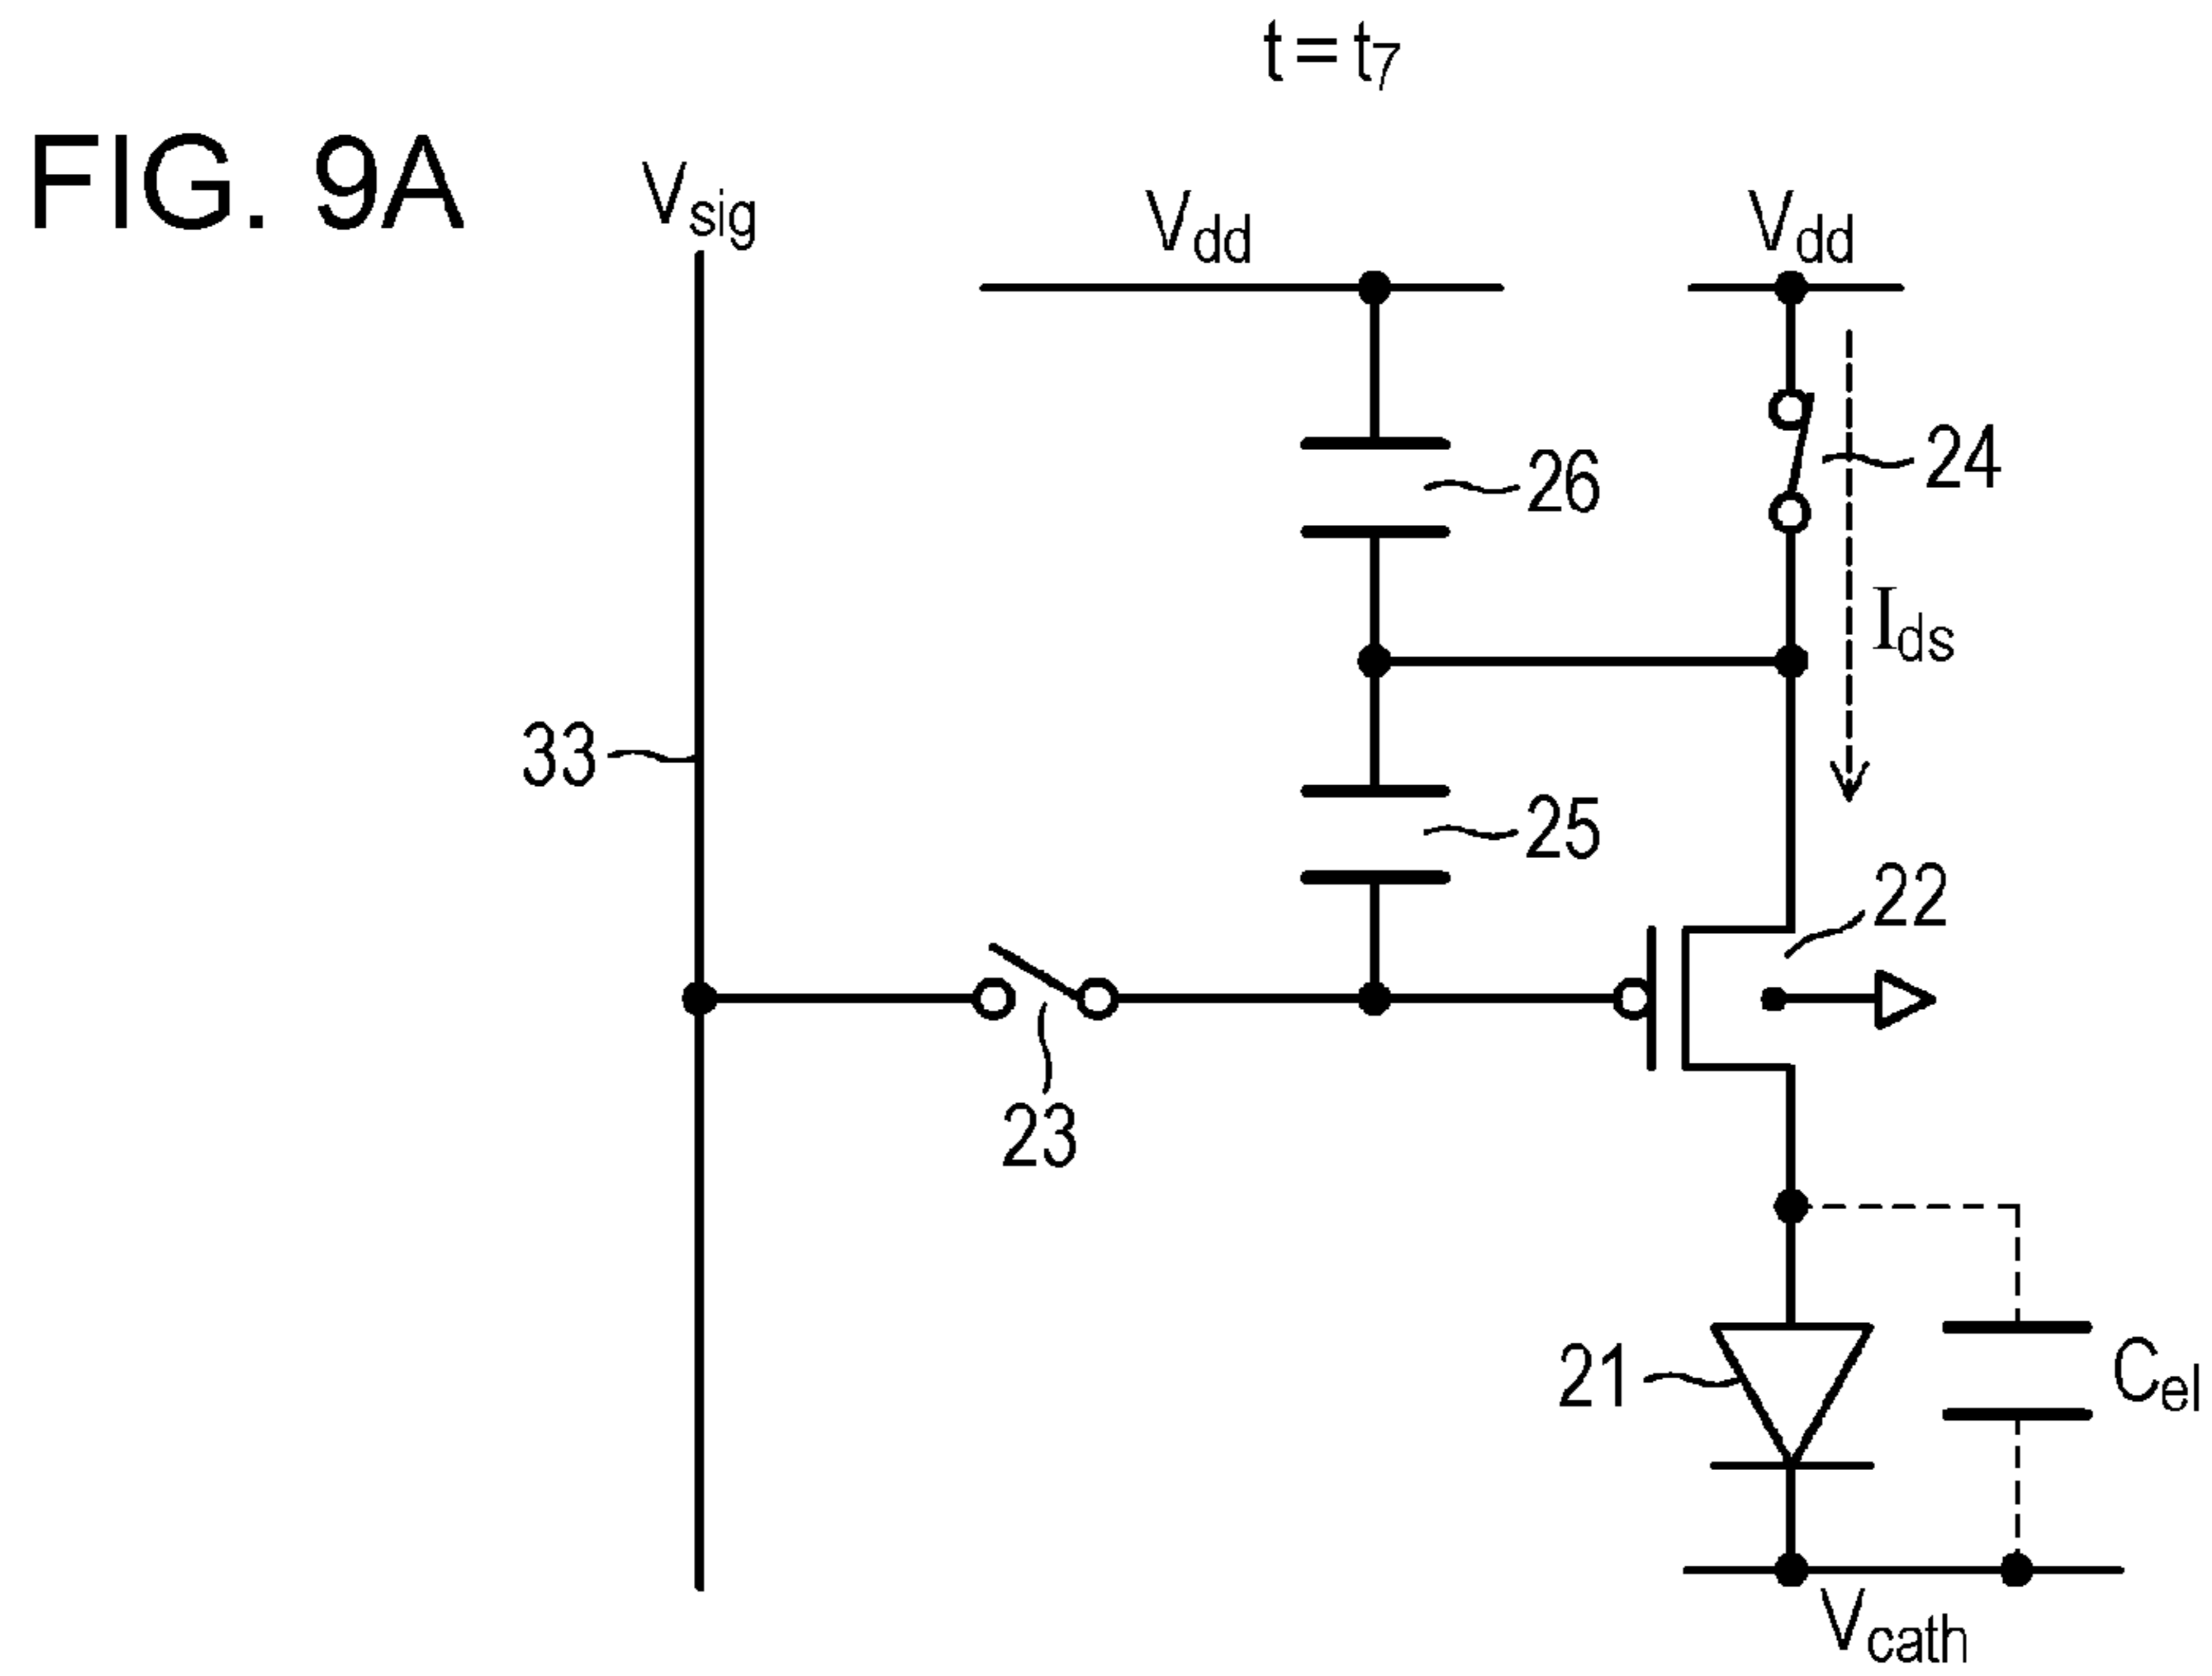 t = t7
FIG. 9A
Vsig
Vdd
Vdd
26
24
Ids
33
25
22
23
21
Cel
Vcath